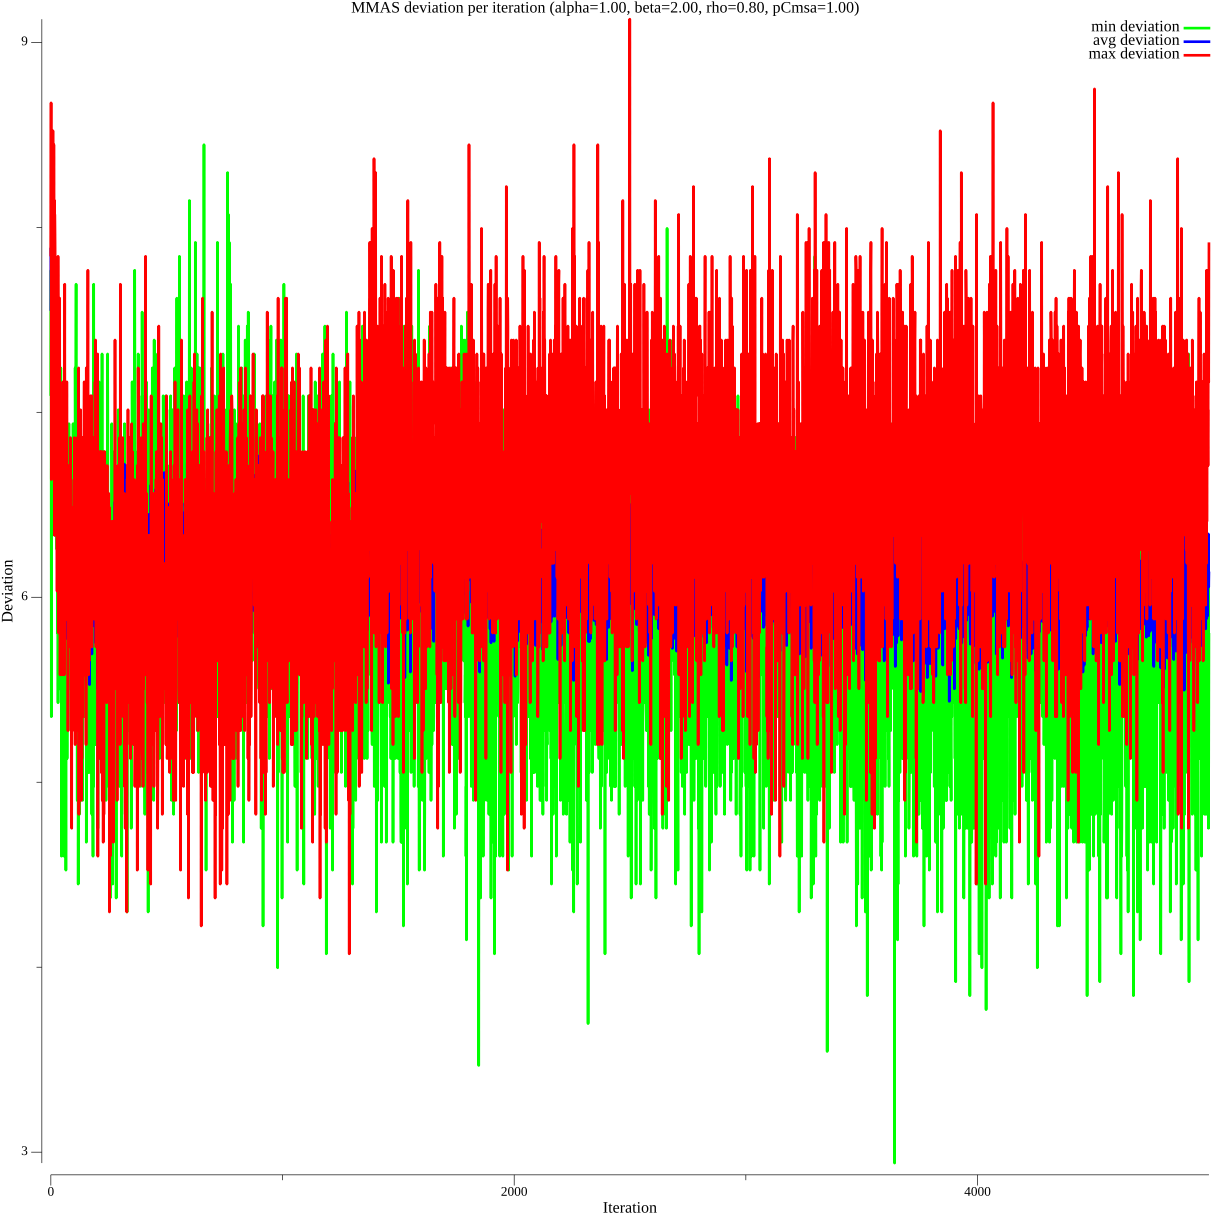 MMAS deviation per iteration (alpha=1.00, beta=2.00, rho=0.80, pCmsa=1.00)
min deviation
avg deviation
max deviation
9
6
3
Deviation
0
2000
4000
Iteration